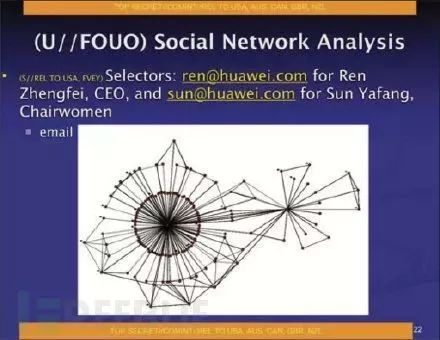 TOP SECRET//COMINT//REL TO USA, AUS, CAN, GBR, NZL
(U//FOUO) Social Network Analysis
(S//REL TO USA, FVEY) Selectors: ren@huawei.com for Ren
Zhengfei, CEO, and sun@huawei.com for Sun Yafang,
Chairwomen
email
22
TOP SECRET//COMINT//REL TO USA, AUS, CAN, GBR, NZL